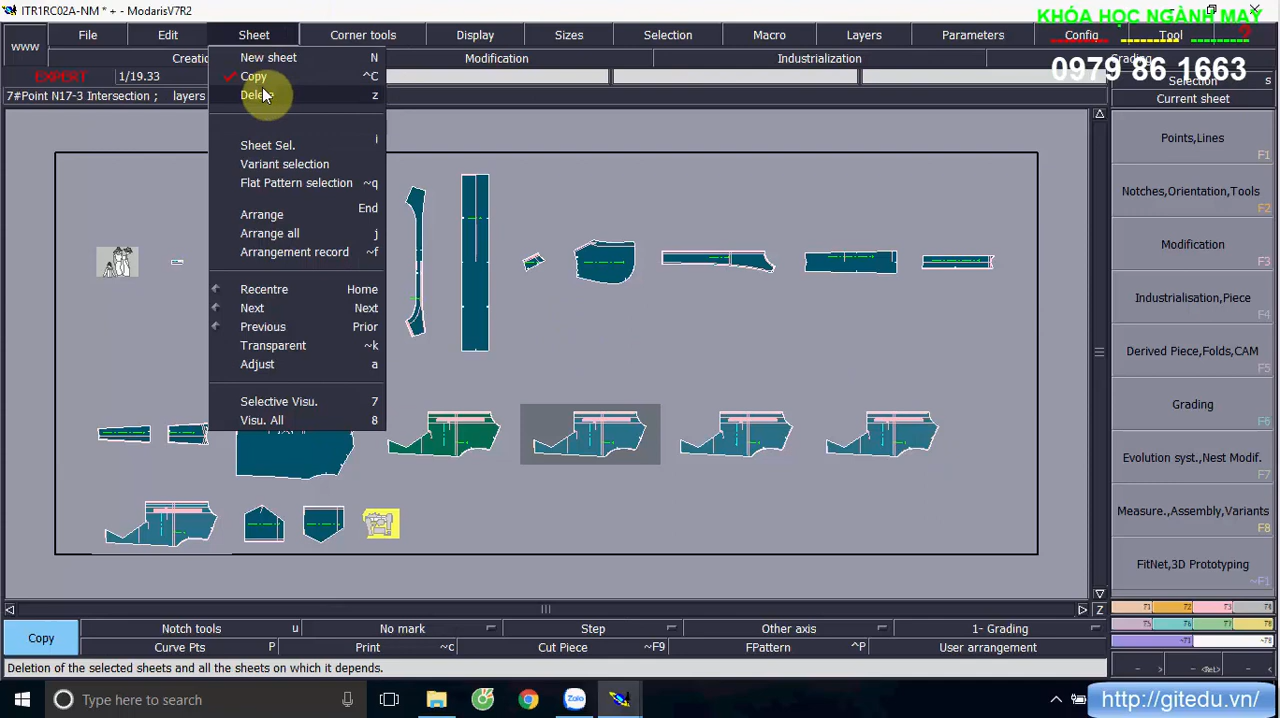 ITR1RC02A-NM * + - ModarisV7R2
KHÓA HỌC NGÀNH MAY
0979 86 1663
www
File
Edit
Sheet
Corner tools
Display
Sizes
Selection
Macro
Layers
Parameters
Config
Tool
?
Modification
Industrialization
Grading
EXPERT
1/19.33
Selection s
Current sheet
7#Point N17-3 Intersection ; layers
New sheet N
Copy ^C
Delete z
Sheet Sel. i
Variant selection
Flat Pattern selection ~q
Arrange End
Arrange all j
Arrangement record ~f
Recentre Home
Next Next
Previous Prior
Transparent ~k
Adjust a
Selective Visu. 7
Visu. All 8
Points,Lines F1
Notches,Orientation,Tools F2
Modification F3
Industrialisation,Piece F4
Derived Piece,Folds,CAM
Grading F6
Evolution syst.,Nest Modif. F7
Measure.,Assembly,Variants F8
FitNet,3D Prototyping ~F1
Z
Copy
Notch tools u
No mark
Step
Other axis
1- Grading
Curve Pts P
Print ~c
Cut Piece ~F9
FPattern ^P
User arrangement
Deletion of the selected sheets and all the sheets on which it depends.
Type here to search
Zalo
http://gitedu.vn/